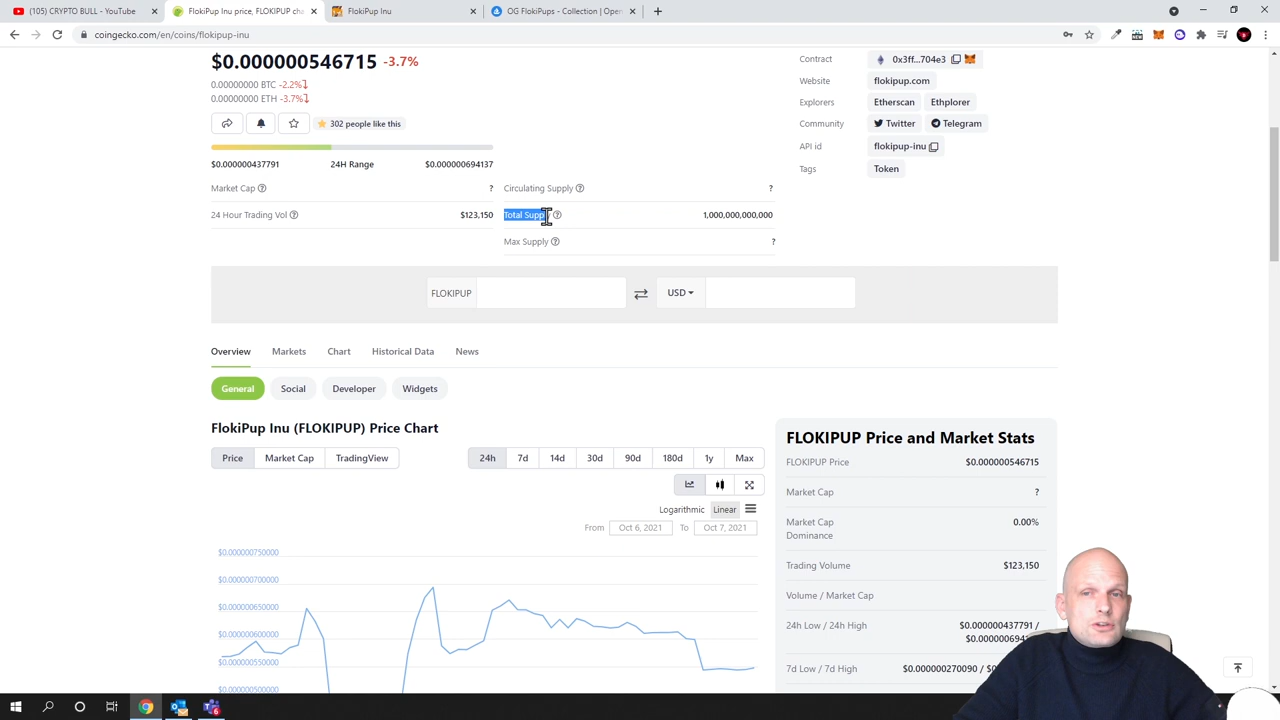 (105) CRYPTO BULL - YouTube
FlokiPup Inu price, FLOKIPUP cha
FlokiPup Inu
OG FlokiPups - Collection | Open
coingecko.com/en/coins/flokipup-inu
$0.000000546715 -3.7%
0.00000000 BTC -2.2%
0.00000000 ETH -3.7%
302 people like this
$0.000000437791 24H Range $0.000000694137
Market Cap ?
Circulating Supply ?
24 Hour Trading Vol $123,150
Total Supply 1,000,000,000,000
Max Supply ?
Contract 0x3ff...704e3
Website flokipup.com
Explorers Etherscan Ethplorer
Community Twitter Telegram
API id flokipup-inu
Tags Token
FLOKIPUP
USD
Overview Markets Chart Historical Data News
General Social Developer Widgets
FlokiPup Inu (FLOKIPUP) Price Chart
Price Market Cap TradingView
24h 7d 14d 30d 90d 180d 1y Max
Logarithmic Linear
From Oct 6, 2021 To Oct 7, 2021
$0.000000750000
$0.000000700000
$0.000000650000
$0.000000600000
$0.000000550000
$0.000000500000
FLOKIPUP Price and Market Stats
FLOKIPUP Price $0.000000546715
Market Cap ?
Market Cap 0.00%
Dominance
Trading Volume $123,150
Volume / Market Cap
24h Low / 24h High $0.000000437791 /
$0.00000069
7d Low / 7d High $0.000000270090 /